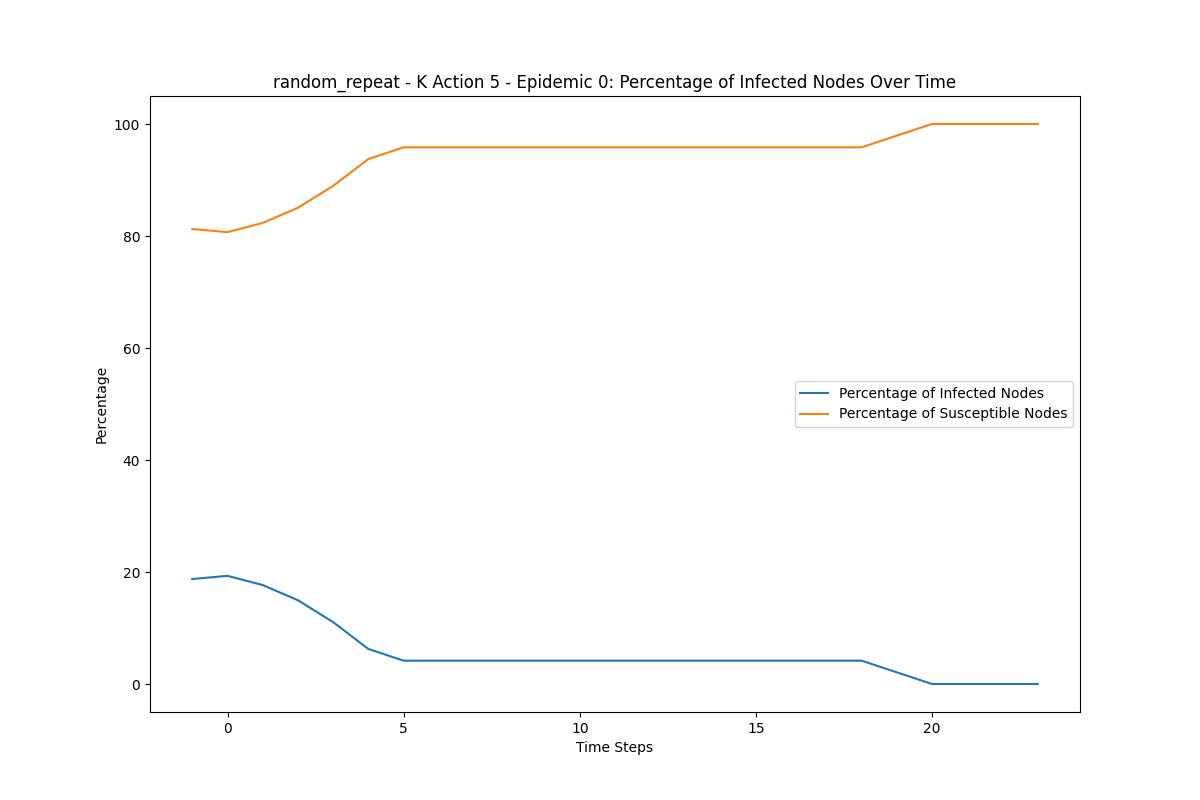 random_repeat - K Action 5 - Epidemic 0: Percentage of Infected Nodes Over Time
100
80
60
40
20
0
Percentage
Percentage of Infected Nodes
Percentage of Susceptible Nodes
0 5 10 15 20
Time Steps